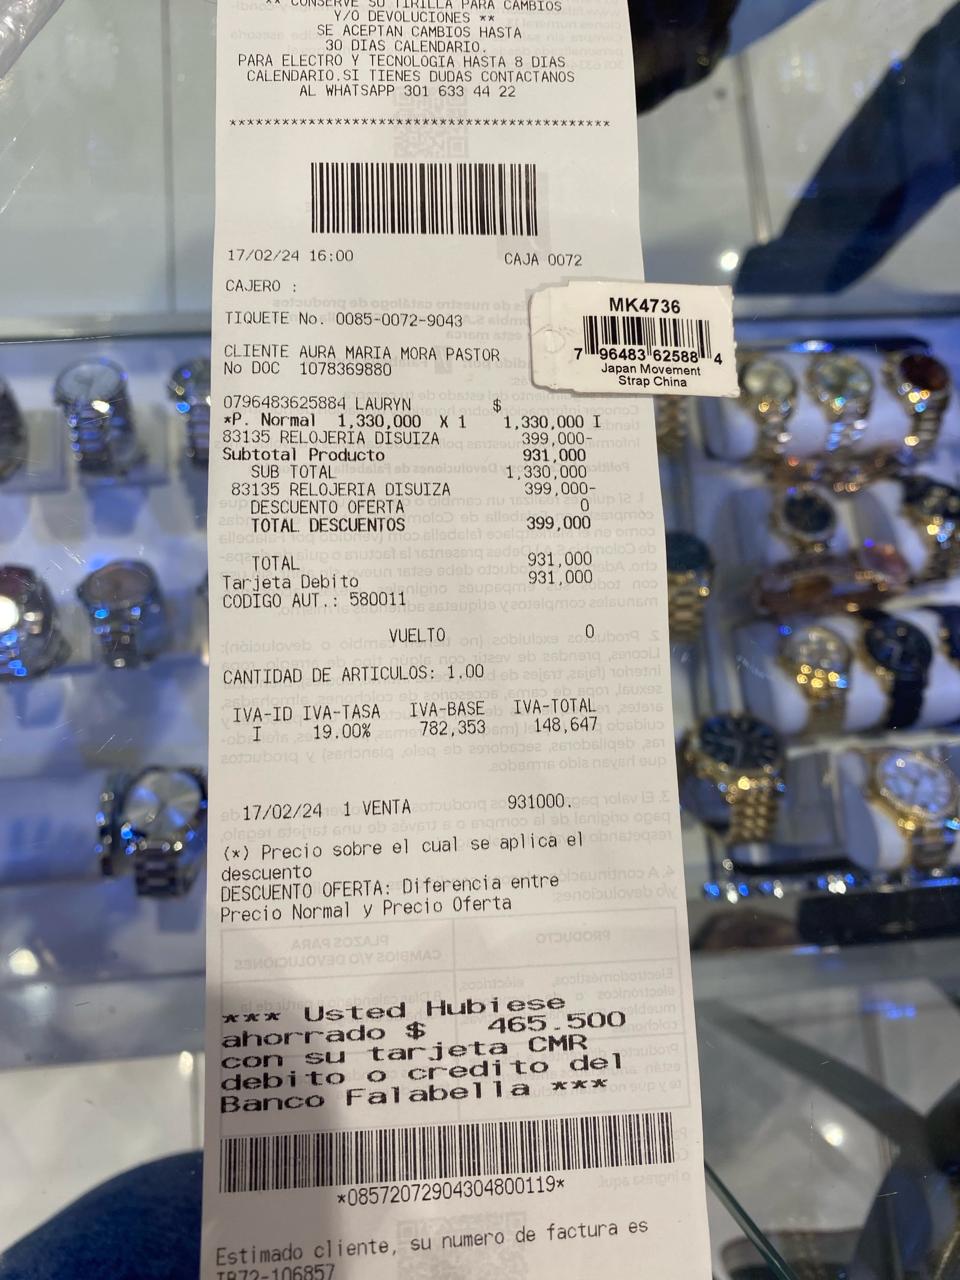 ** CONSERVE SU TIRILLA PARA CAMBIOS
Y/O DEVOLUCIONES **
SE ACEPTAN CAMBIOS HASTA
30 DIAS CALENDARIO.
PARA ELECTRO Y TECNOLOGIA HASTA 8 DIAS
CALENDARIO.SI TIENES DUDAS CONTACTANOS
AL WHATSAPP 301 633 44 22
*******************************************
17/02/24 16:00 CAJA 0072
CAJERO :
TIQUETE No. 0085-0072-9043
CLIENTE AURA MARIA MORA PASTOR
No DOC 1078369880
MK4736
7 96483 62588 4
Japan Movement
Strap China
0796483625884 LAURYN $
*P. Normal 1,330,000 X 1 1,330,000 I
83135 RELOJERIA DISUIZA 399,000-
Subtotal Producto 931,000
SUB TOTAL 1,330,000
83135 RELOJERIA DISUIZA 399,000-
DESCUENTO OFERTA 0
TOTAL DESCUENTOS 399,000
TOTAL 931,000
Tarjeta Debito 931,000
CODIGO AUT.: 580011
VUELTO 0
CANTIDAD DE ARTICULOS: 1.00
IVA-ID IVA-TASA IVA-BASE IVA-TOTAL
I 19.00% 782,353 148,647
17/02/24 1 VENTA 931000.
(*) Precio sobre el cual se aplica el
descuento
DESCUENTO OFERTA: Diferencia entre
Precio Normal y Precio Oferta
*** Usted Hubiese
ahorrado $ 465.500
con su tarjeta CMR
debito o credito del
Banco Falabella ***
*08572072904304800119*
Estimado cliente, su numero de factura es
IB72-106857